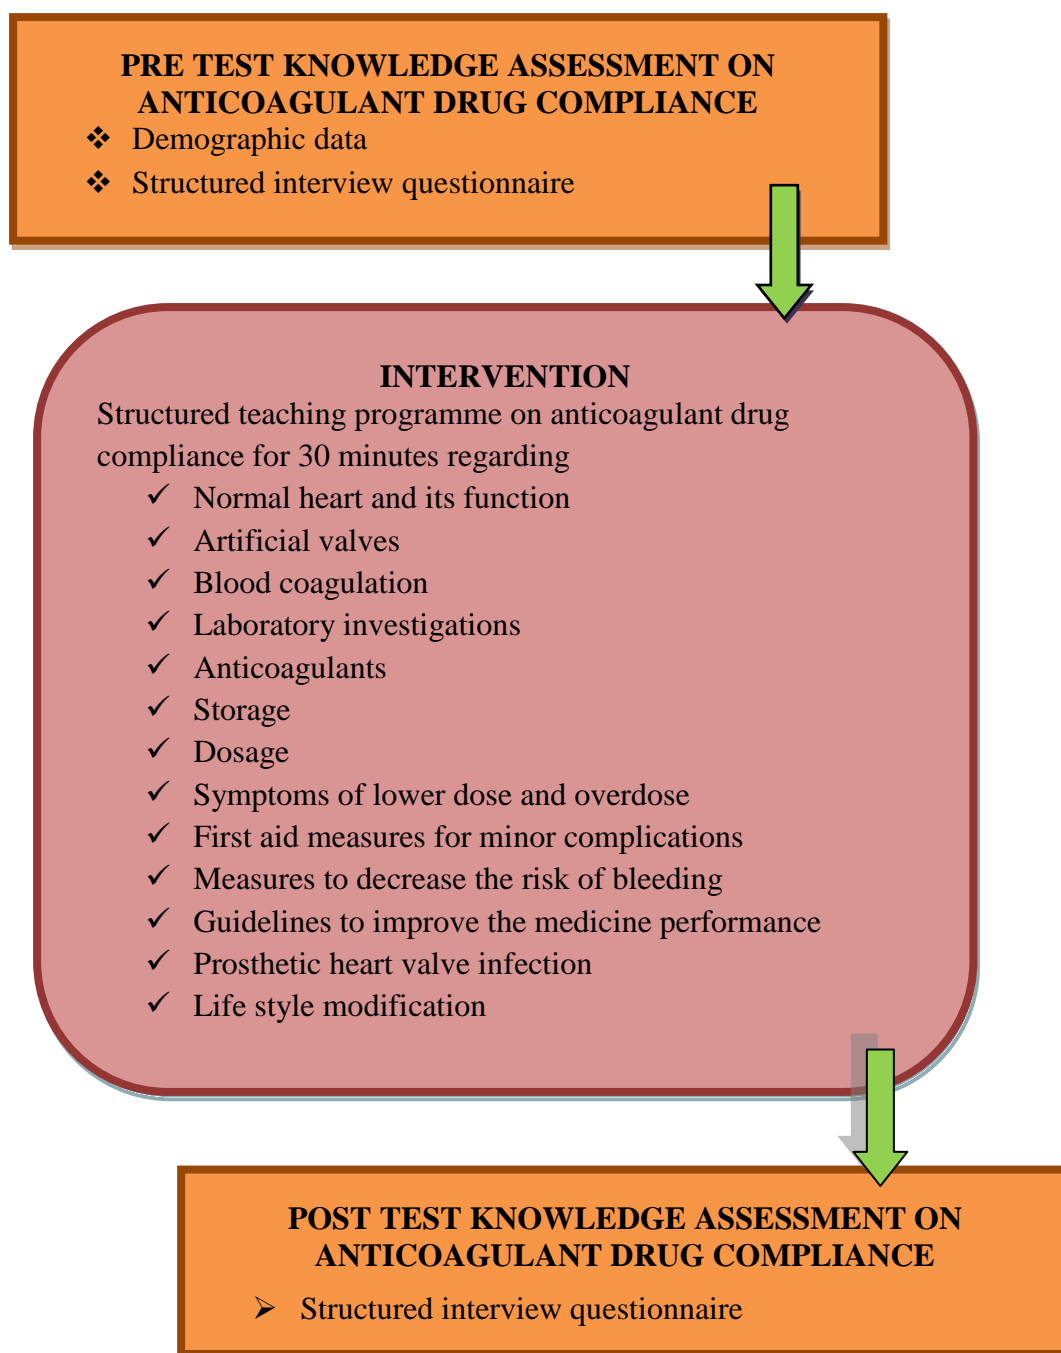 PRE TEST KNOWLEDGE ASSESSMENT ON
ANTICOAGULANT DRUG COMPLIANCE
❖ Demographic data
❖ Structured interview questionnaire
INTERVENTION
Structured teaching programme on anticoagulant drug
compliance for 30 minutes regarding
✓ Normal heart and its function
✓ Artificial valves
✓ Blood coagulation
✓ Laboratory investigations
✓ Anticoagulants
✓ Storage
✓ Dosage
✓ Symptoms of lower dose and overdose
✓ First aid measures for minor complications
✓ Measures to decrease the risk of bleeding
✓ Guidelines to improve the medicine performance
✓ Prosthetic heart valve infection
✓ Life style modification
POST TEST KNOWLEDGE ASSESSMENT ON
ANTICOAGULANT DRUG COMPLIANCE
➢ Structured interview questionnaire